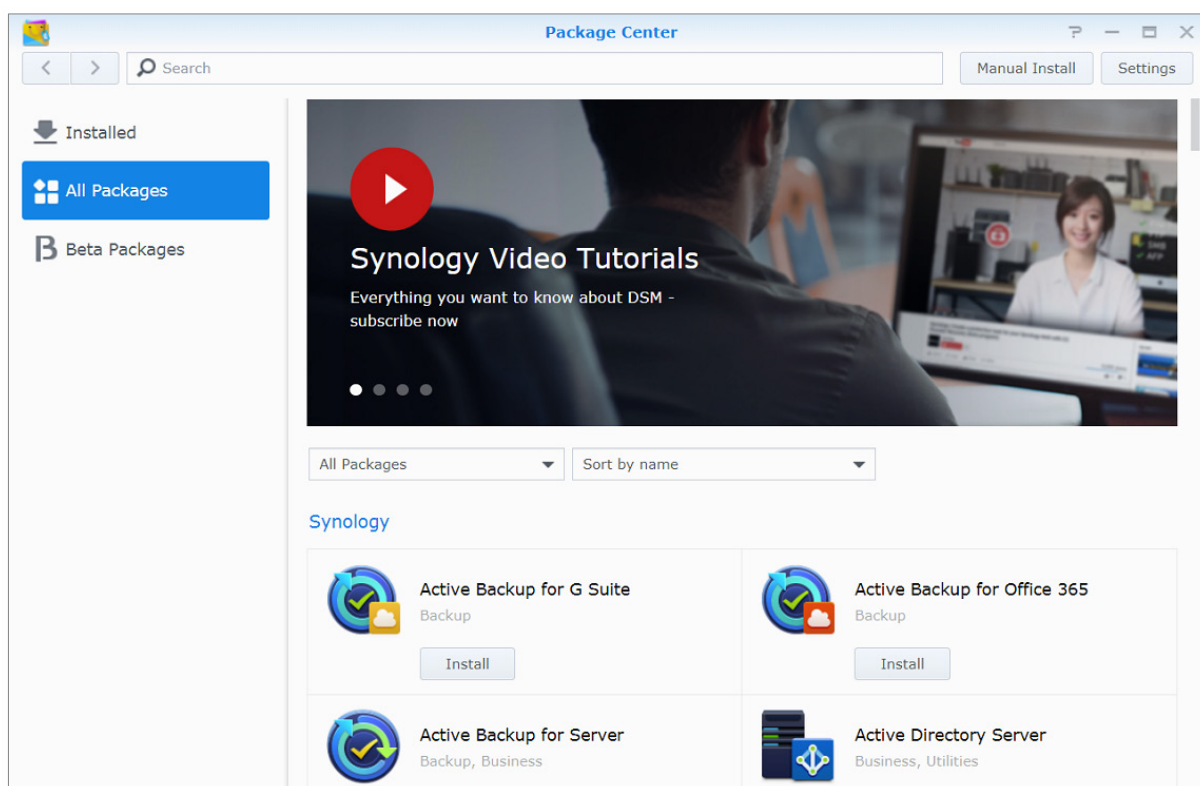 Package Center
Search
Manual Install
Settings
Installed
All Packages
Beta Packages
Synology Video Tutorials
Everything you want to know about DSM -
subscribe now
All Packages
Sort by name
Synology
Active Backup for G Suite
Backup
Install
Active Backup for Office 365
Backup
Install
Active Backup for Server
Backup, Business
Active Directory Server
Business, Utilities